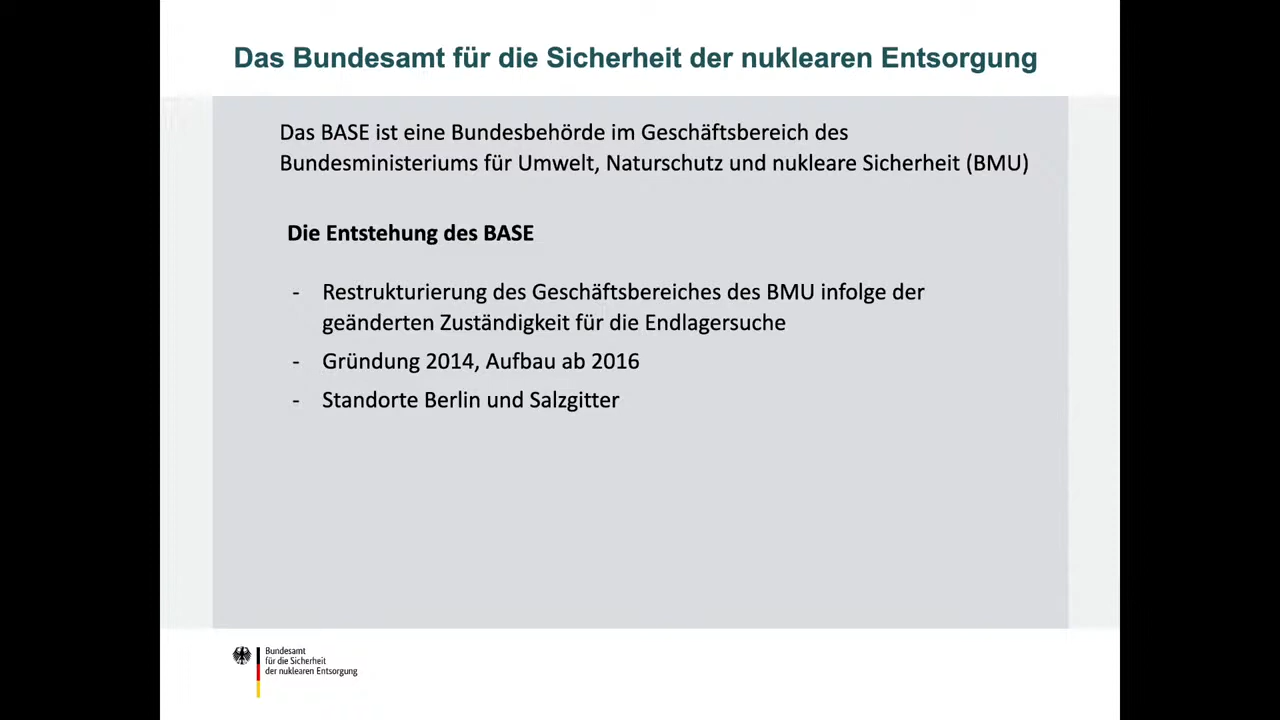 Das Bundesamt für die Sicherheit der nuklearen Entsorgung
Das BASE ist eine Bundesbehörde im Geschäftsbereich des
Bundesministeriums für Umwelt, Naturschutz und nukleare Sicherheit (BMU)
Die Entstehung des BASE
- Restrukturierung des Geschäftsbereiches des BMU infolge der
geänderten Zuständigkeit für die Endlagersuche
- Gründung 2014, Aufbau ab 2016
- Standorte Berlin und Salzgitter
Bundesamt
für die Sicherheit
der nuklearen Entsorgung